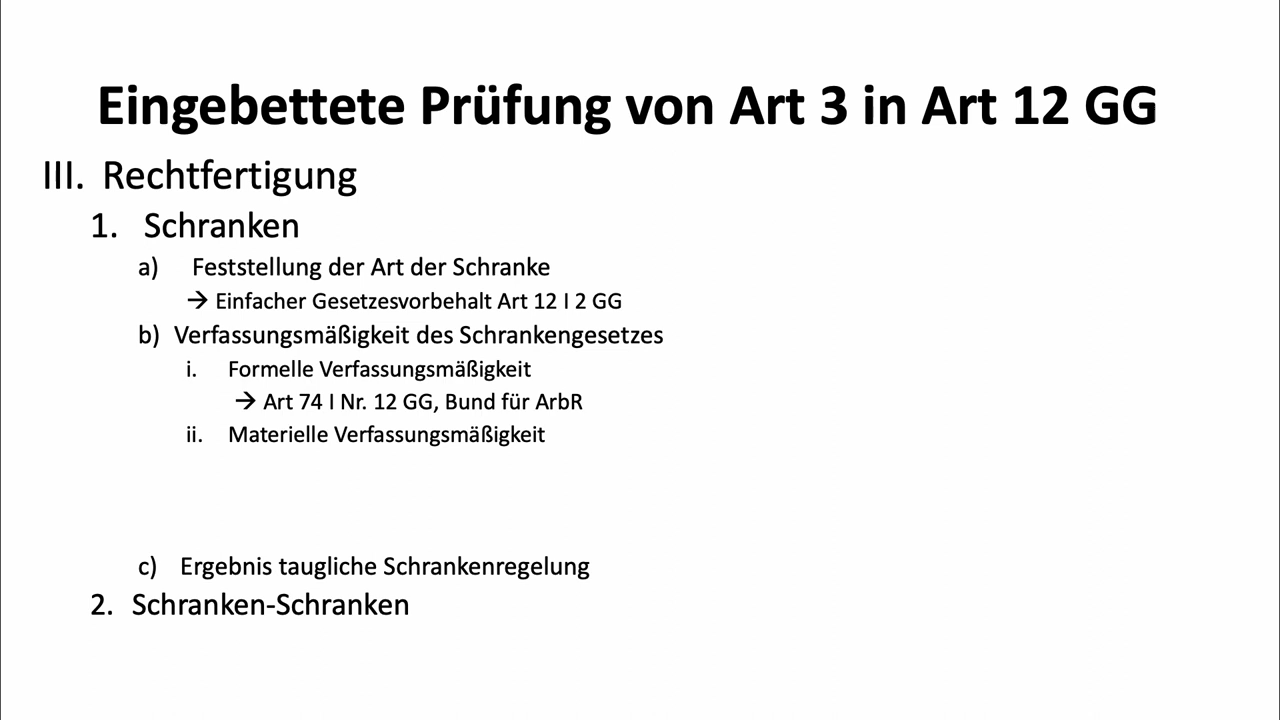 Eingebettete Prüfung von Art 3 in Art 12 GG
III. Rechtfertigung
1. Schranken
a) Feststellung der Art der Schranke
→ Einfacher Gesetzesvorbehalt Art 12 I 2 GG
b) Verfassungsmäßigkeit des Schrankengesetzes
i. Formelle Verfassungsmäßigkeit
→ Art 74 I Nr. 12 GG, Bund für ArbR
ii. Materielle Verfassungsmäßigkeit
c) Ergebnis taugliche Schrankenregelung
2. Schranken-Schranken